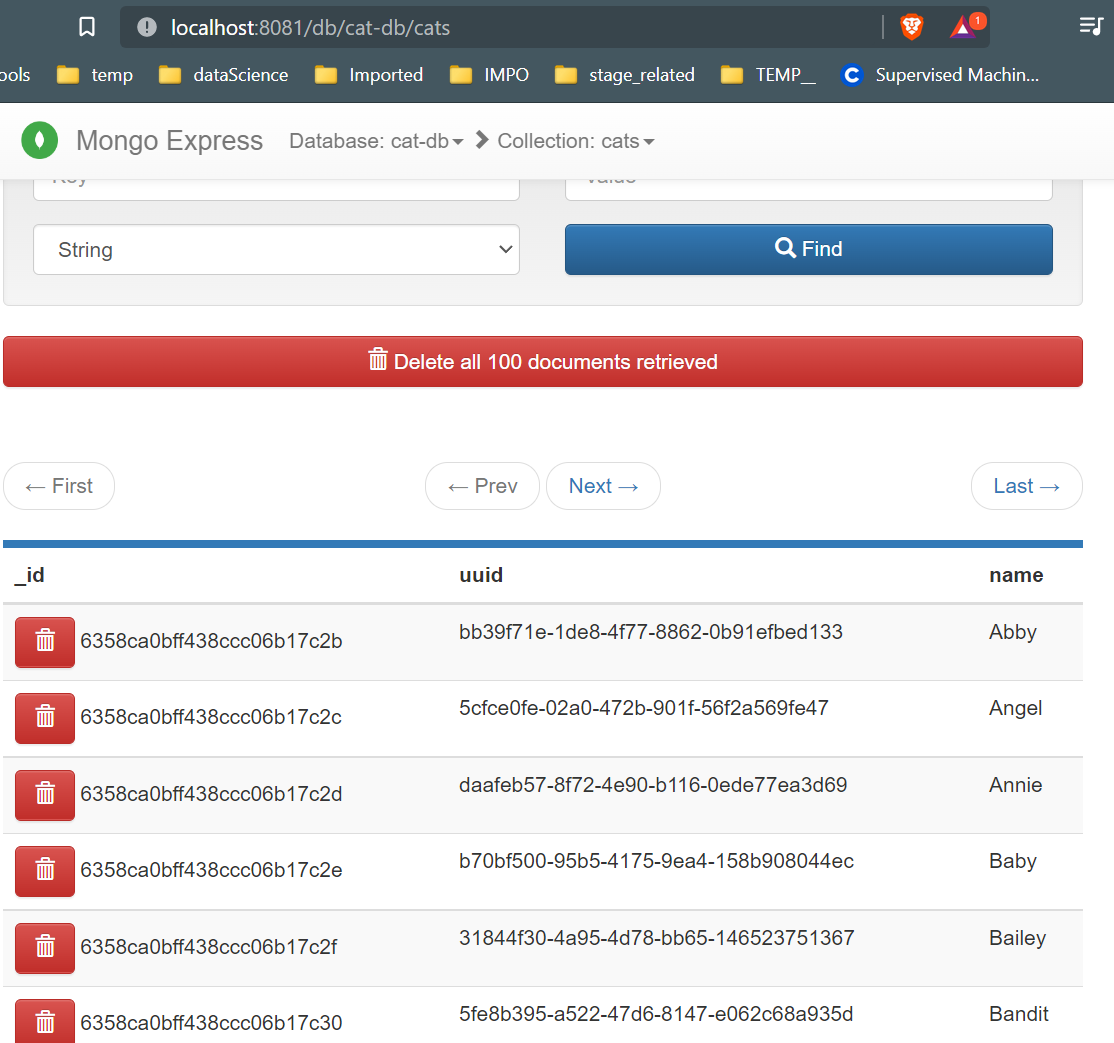 localhost:8081/db/cat-db/cats 1
ools temp dataScience Imported IMPO stage_related TEMP__ C Supervised Machin...
Mongo Express Database: cat-db Collection: cats
Key Value
String Find
Delete all 100 documents retrieved
← First ← Prev Next → Last →
_id uuid name
6358ca0bff438ccc06b17c2b bb39f71e-1de8-4f77-8862-0b91efbed133 Abby
6358ca0bff438ccc06b17c2c 5cfce0fe-02a0-472b-901f-56f2a569fe47 Angel
6358ca0bff438ccc06b17c2d daafeb57-8f72-4e90-b116-0ede77ea3d69 Annie
6358ca0bff438ccc06b17c2e b70bf500-95b5-4175-9ea4-158b908044ec Baby
6358ca0bff438ccc06b17c2f 31844f30-4a95-4d78-bb65-146523751367 Bailey
6358ca0bff438ccc06b17c30 5fe8b395-a522-47d6-8147-e062c68a935d Bandit